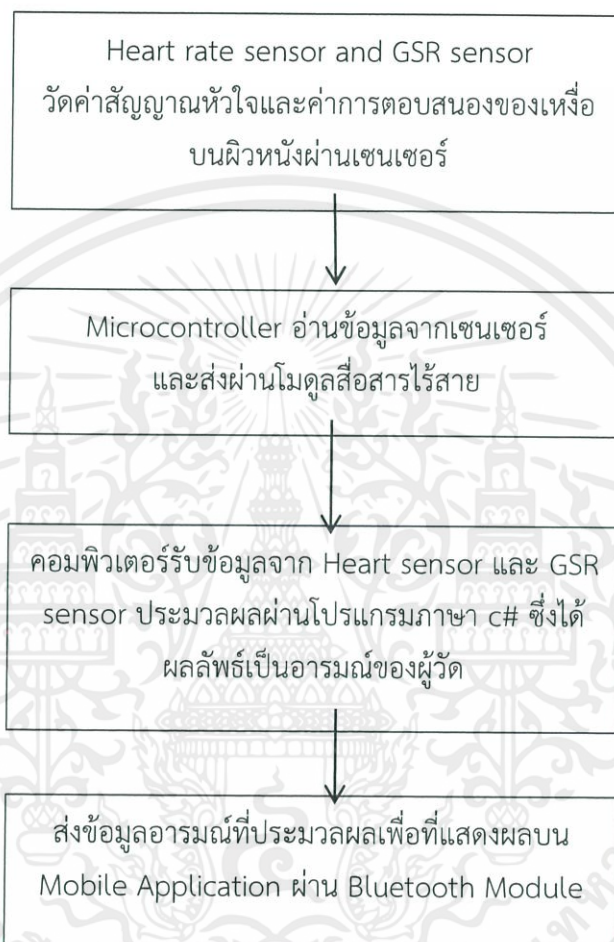 Heart rate sensor and GSR sensor
วัดค่าสัญญาณหัวใจและค่าการตอบสนองของเหงื่อ
บนผิวหนังผ่านเซนเซอร์
Microcontroller อ่านข้อมูลจากเซนเซอร์
และส่งผ่านโมดูลสื่อสารไร้สาย
คอมพิวเตอร์รับข้อมูลจาก Heart sensor และ GSR
sensor ประมวลผลผ่านโปรแกรมภาษา c# ซึ่งได้
ผลลัพธ์เป็นอารมณ์ของผู้วัด
ส่งข้อมูลอารมณ์ที่ประมวลผลเพื่อที่แสดงผลบน
Mobile Application ผ่าน Bluetooth Module